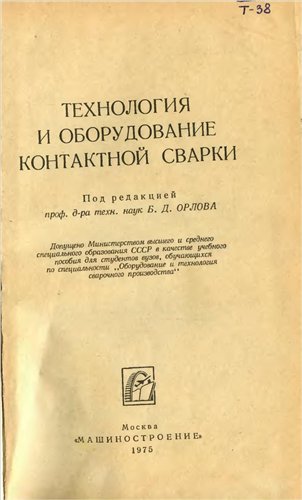 Т-38
ТЕХНОЛОГИЯ
И ОБОРУДОВАНИЕ
КОНТАКТНОЙ СВАРКИ
Под редакцией
проф. д-ра техн. наук Б. Д. ОРЛОВА
Допущено Министерством высшего и среднего
специального образования СССР в качестве учебного
пособия для студентов вузов, обучающихся
по специальности „Оборудование и технология
сварочного производства"
Москва
«МАШИНОСТРОЕНИЕ»
1975